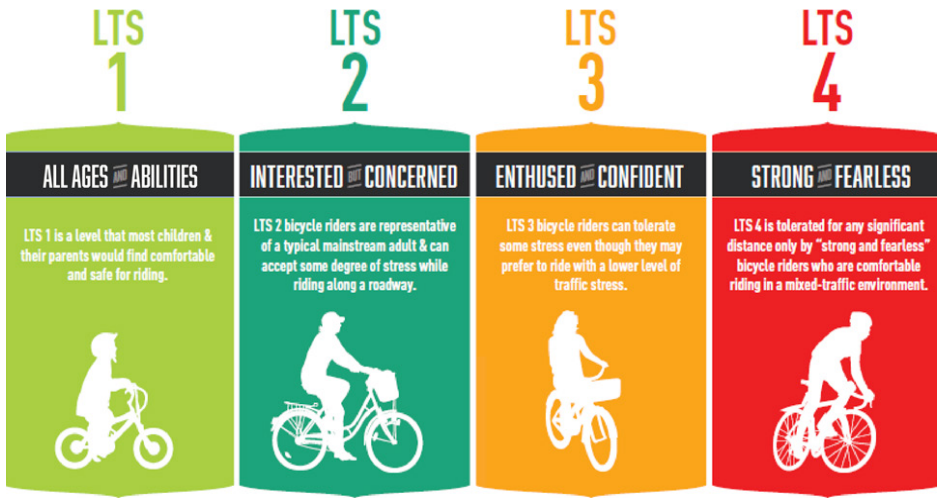 LTS
1
ALL AGES AND ABILITIES
LTS 1 is a level that most children &
their parents would find comfortable
and safe for riding.
LTS
2
INTERESTED BUT CONCERNED
LTS 2 bicycle riders are representative
of a typical mainstream adult & can
accept some degree of stress while
riding along a roadway.
LTS
3
ENTHUSED AND CONFIDENT
LTS 3 bicycle riders can tolerate
some stress even though they may
prefer to ride with a lower level of
traffic stress.
LTS
4
STRONG AND FEARLESS
LTS 4 is tolerated for any significant
distance only by “strong and fearless”
bicycle riders who are comfortable
riding in a mixed-traffic environment.